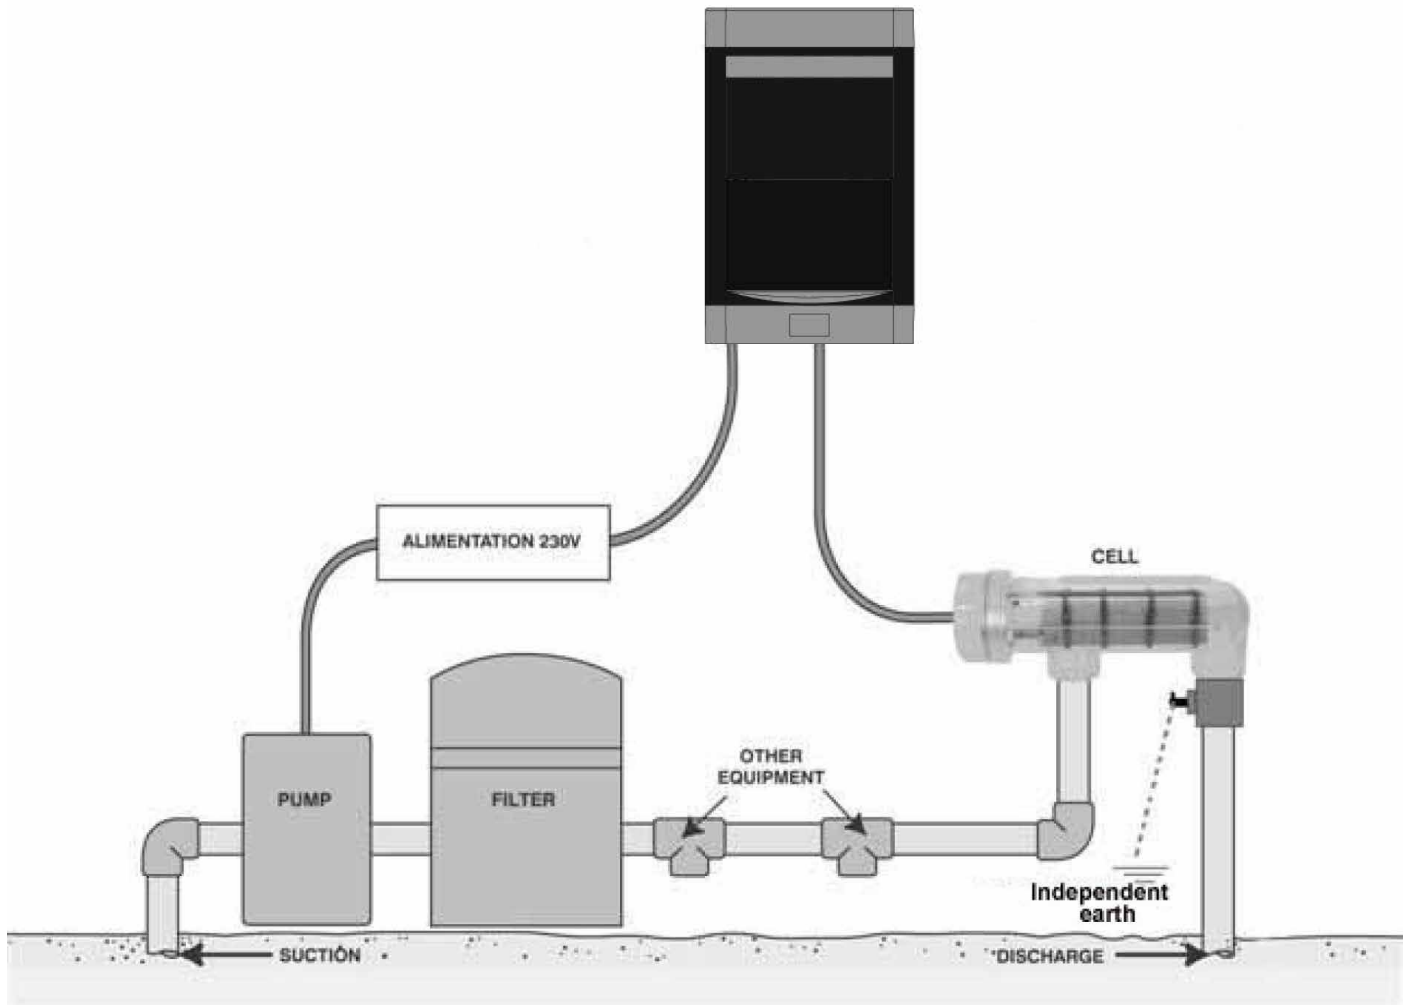 ALIMENTATION 230V
CELL
OTHER
EQUIPMENT
PUMP
FILTER
Independent
earth
SUCTION
DISCHARGE